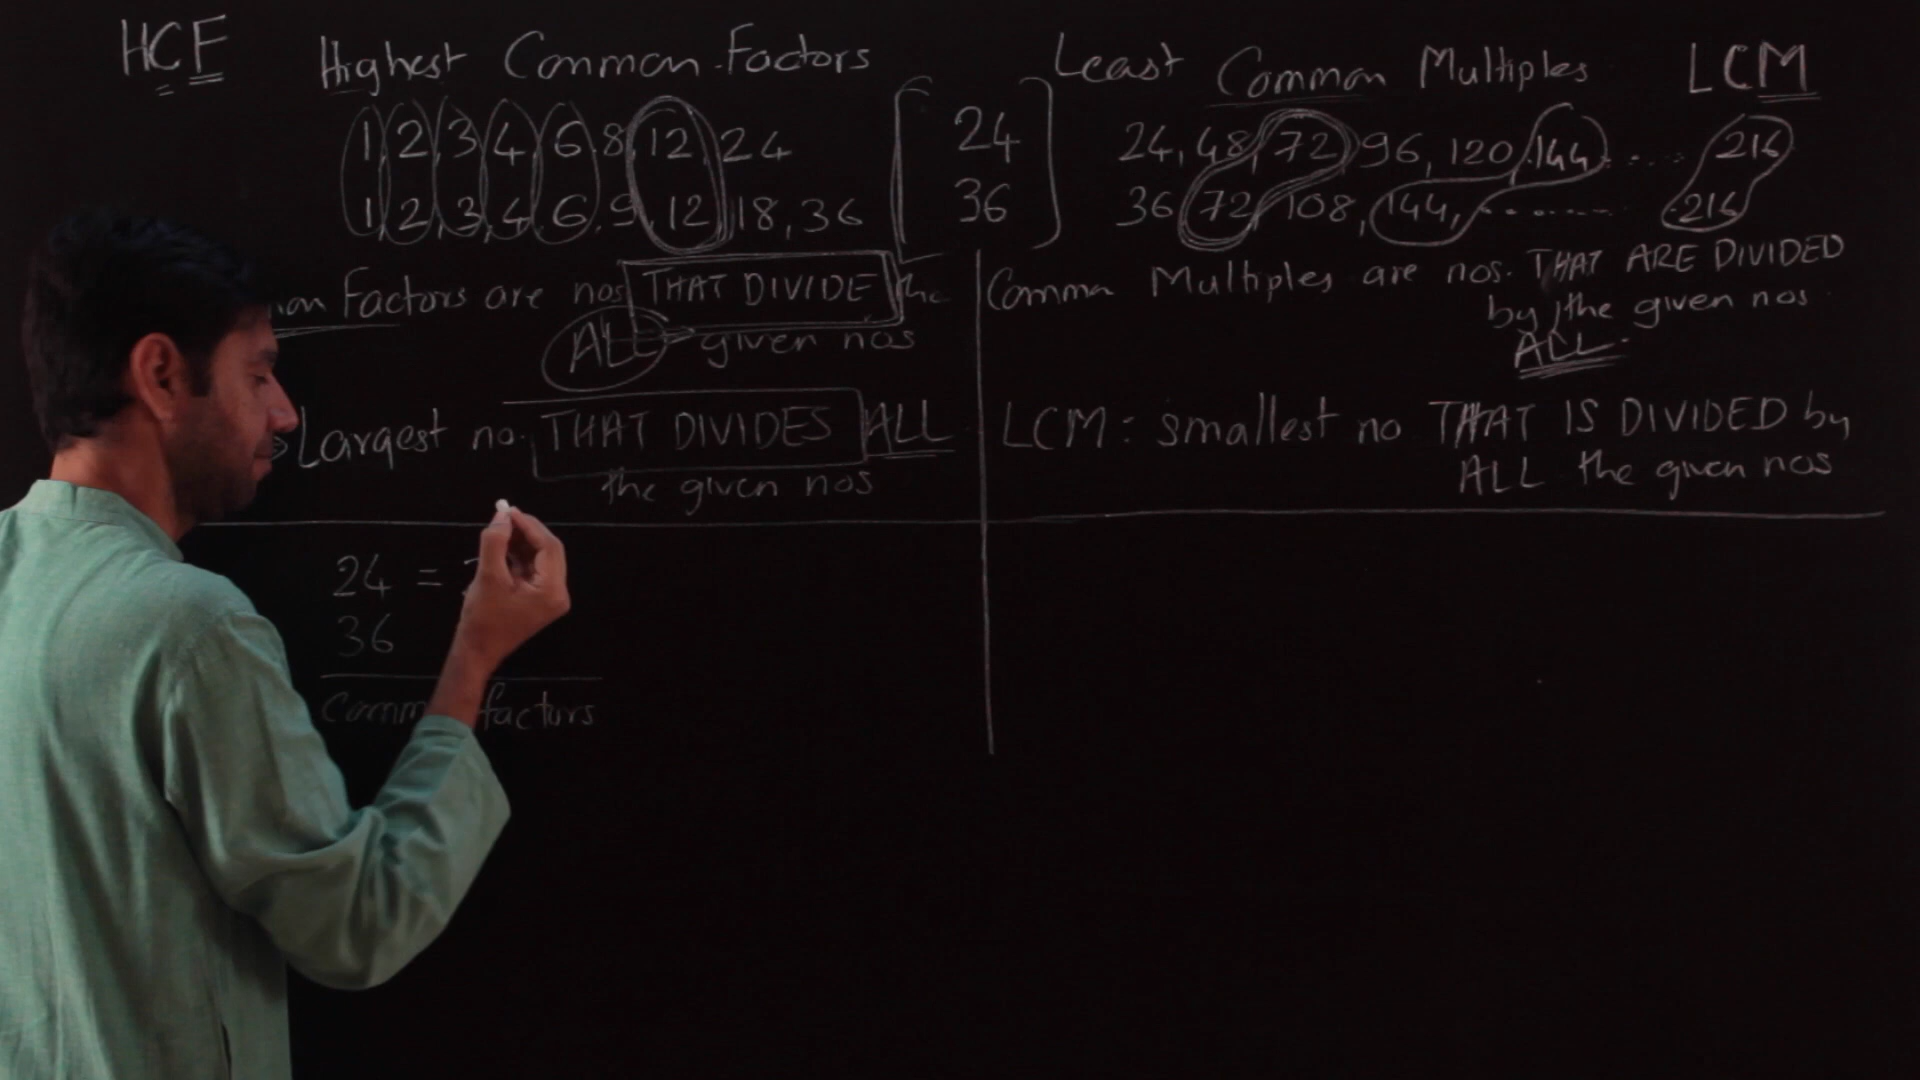 HCF Highest Common Factors
1, 2, 3, 4, 6, 8, 12, 24
1, 2, 3, 4, 6, 9, 12, 18, 36
24
36
Factors are nos THAT DIVIDE the
ALL given nos
Largest no. THAT DIVIDES ALL
the given nos
24 =
36
factors
Least Common Multiples LCM
24, 48, 72, 96, 120, 144 ...... 216
36, 72, 108, 144, ........ 216
Common Multiples are nos. THAT ARE DIVIDED
by the given nos
ALL.
LCM : smallest no THAT IS DIVIDED by
ALL the given nos